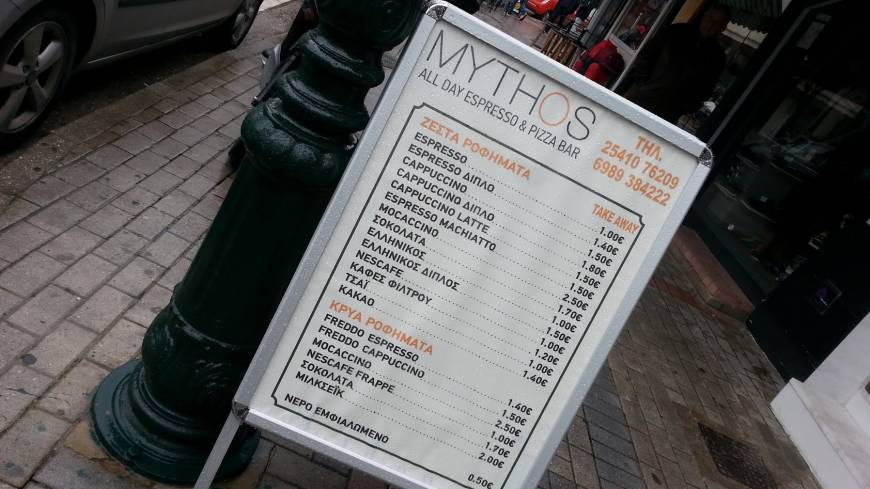 MYTHOS
ALL DAY ESPRESSO & PIZZA BAR
ΤΗΛ.
25410 76209
6989 384222
ΖΕΣΤΑ ΡΟΦΗΜΑΤΑ TAKE AWAY
ESPRESSO 1.00€
ESPRESSO ΔΙΠΛΟ 1.40€
CAPPUCCINO 1.50€
CAPPUCCINO ΔΙΠΛΟ 1.80€
CAPPUCCINO LATTE 1.50€
ESPRESSO MACHIATTO 1.50€
MOCACCINO 2.50€
ΣΟΚΟΛΑΤΑ 1.70€
ΕΛΛΗΝΙΚΟΣ 1.00€
ΕΛΛΗΝΙΚΟΣ ΔΙΠΛΟΣ 1.50€
NESCAFE 1.00€
ΚΑΦΕΣ ΦΙΛΤΡΟΥ 1.20€
ΤΣΑΪ 1.00€
ΚΑΚΑΟ 1.40€
ΚΡΥΑ ΡΟΦΗΜΑΤΑ
FREDDO ESPRESSO 1.40€
FREDDO CAPPUCCINO 1.50€
MOCACCINO 2.50€
NESCAFE FRAPPE 1.00€
ΣΟΚΟΛΑΤΑ 1.70€
ΜΙΛΚΣΕΪΚ 2.00€
ΝΕΡΟ ΕΜΦΙΑΛΩΜΕΝΟ 0.50€